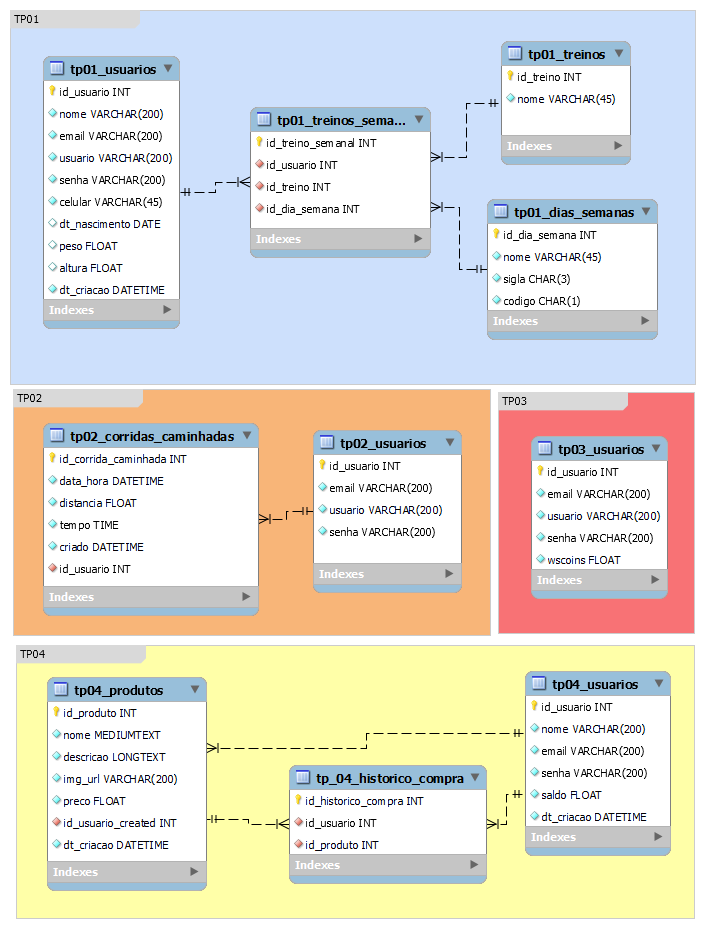 TP01
tp01_usuarios
id_usuario INT
nome VARCHAR(200)
email VARCHAR(200)
usuario VARCHAR(200)
senha VARCHAR(200)
celular VARCHAR(45)
dt_nascimento DATE
peso FLOAT
altura FLOAT
dt_criacao DATETIME
Indexes
tp01_treinos_sema...
id_treino_semanal INT
id_usuario INT
id_treino INT
id_dia_semana INT
Indexes
tp01_treinos
id_treino INT
nome VARCHAR(45)
Indexes
tp01_dias_semanas
id_dia_semana INT
nome VARCHAR(45)
sigla CHAR(3)
codigo CHAR(1)
Indexes
TP02
tp02_corridas_caminhadas
id_corrida_caminhada INT
data_hora DATETIME
distancia FLOAT
tempo TIME
criado DATETIME
id_usuario INT
Indexes
tp02_usuarios
id_usuario INT
email VARCHAR(200)
usuario VARCHAR(200)
senha VARCHAR(200)
Indexes
TP03
tp03_usuarios
id_usuario INT
email VARCHAR(200)
usuario VARCHAR(200)
senha VARCHAR(200)
wscoins FLOAT
Indexes
TP04
tp04_produtos
id_produto INT
nome MEDIUMTEXT
descricao LONGTEXT
img_url VARCHAR(200)
preco FLOAT
id_usuario_created INT
dt_criacao DATETIME
Indexes
tp_04_historico_compra
id_historico_compra INT
id_usuario INT
id_produto INT
Indexes
tp04_usuarios
id_usuario INT
nome VARCHAR(200)
email VARCHAR(200)
senha VARCHAR(200)
saldo FLOAT
dt_criacao DATETIME
Indexes